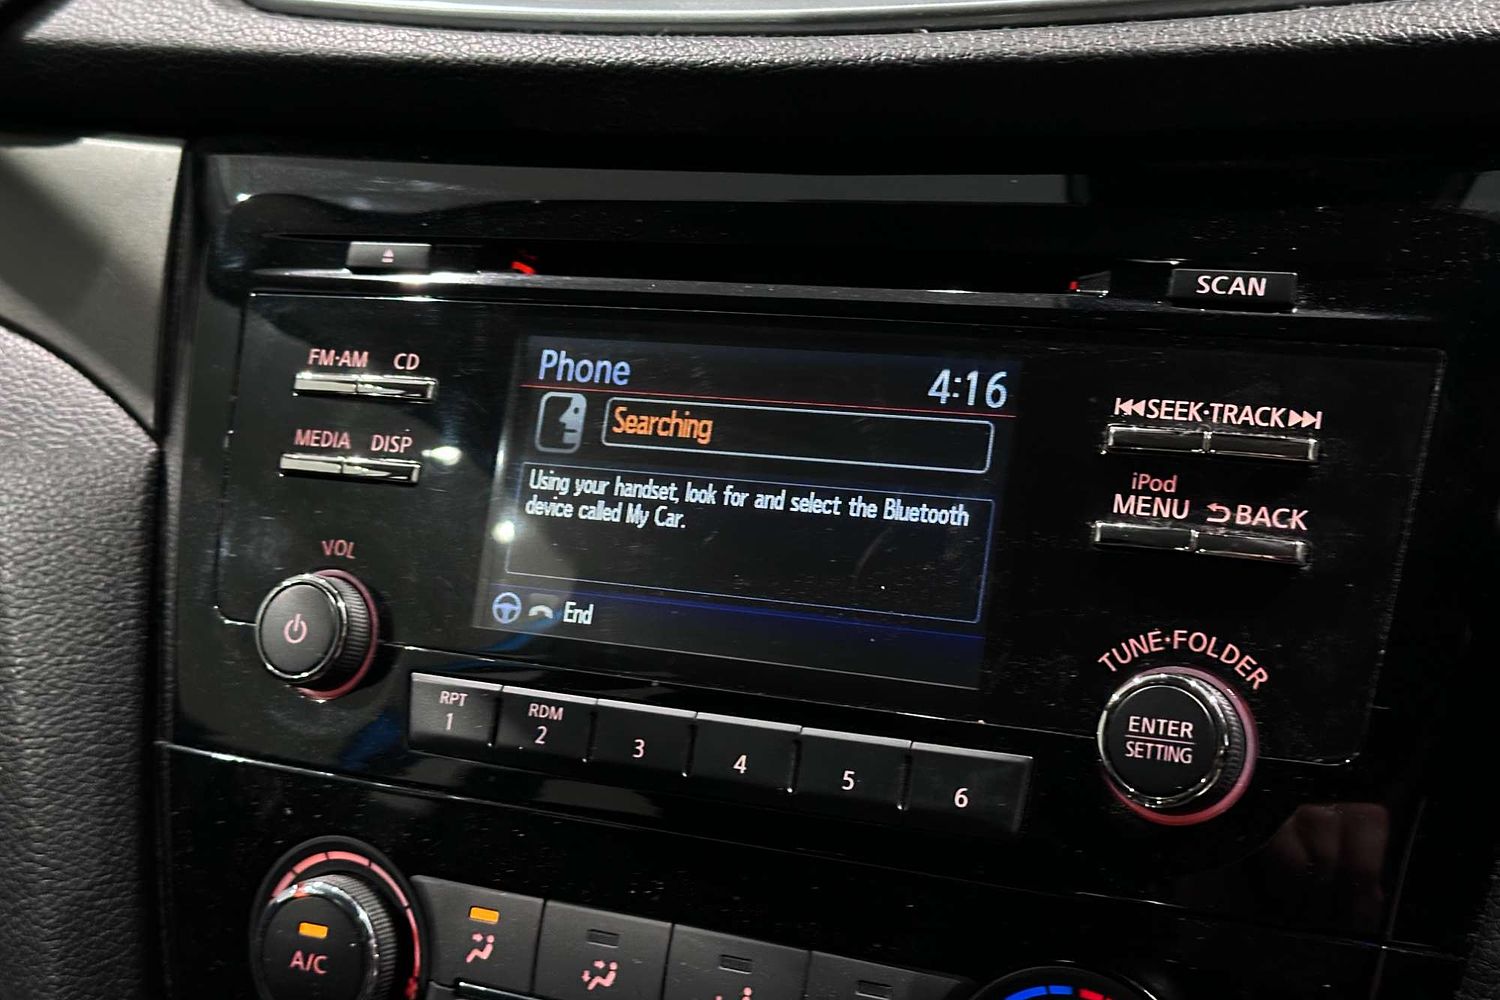 SCAN
FM·AM CD
MEDIA DISP
VOL
Phone
4:16
Searching
Using your handset, look for and select the Bluetooth
device called My Car.
End
SEEK·TRACK
iPod
MENU BACK
TUNE·FOLDER
ENTER
SETTING
RPT
1
RDM
2
3
4
5
6
A/C